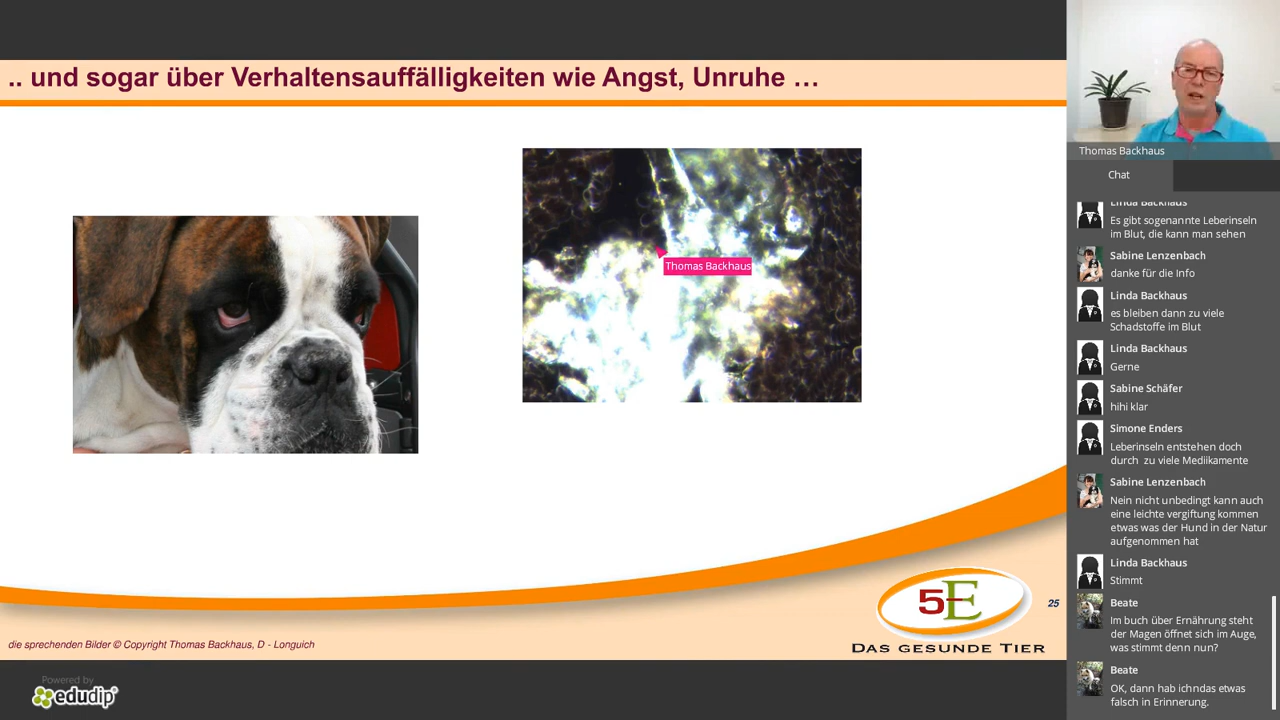 .. und sogar über Verhaltensauffälligkeiten wie Angst, Unruhe ...
Thomas Backhaus
5E
DAS GESUNDE TIER
25
die sprechenden Bilder © Copyright Thomas Backhaus, D - Longuich
Powered by
edudip
Thomas Backhaus
Chat
Linda Backhaus
Es gibt sogenannte Leberinseln
im Blut, die kann man sehen
Sabine Lenzenbach
danke für die Info
Linda Backhaus
es bleiben dann zu viele
Schadstoffe im Blut
Linda Backhaus
Gerne
Sabine Schäfer
hihi klar
Simone Enders
Leberinseln entstehen doch
durch zu viele Mediikamente
Sabine Lenzenbach
Nein nicht unbedingt kann auch
eine leichte vergiftung kommen
etwas was der Hund in der Natur
aufgenommen hat
Linda Backhaus
Stimmt
Beate
Im buch über Ernährung steht
der Magen öffnet sich im Auge,
was stimmt denn nun?
Beate
OK, dann hab ichndas etwas
falsch in Erinnerung.